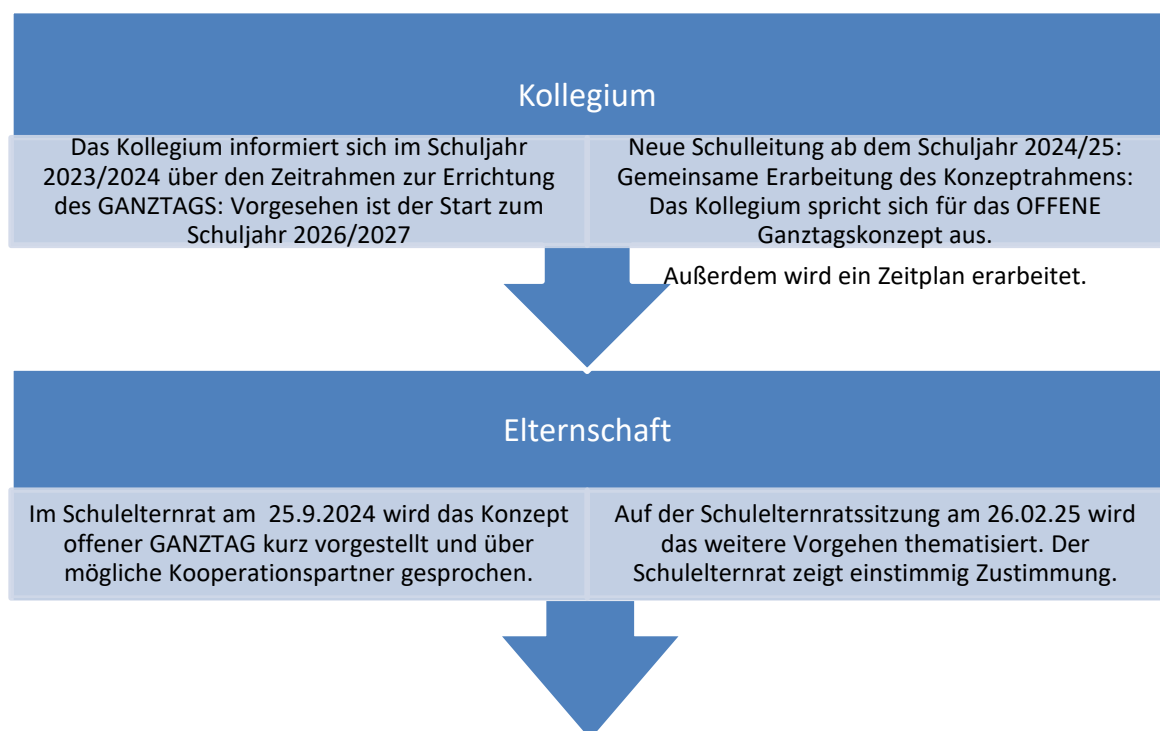 Kollegium
Das Kollegium informiert sich im Schuljahr
2023/2024 über den Zeitrahmen zur Errichtung
des GANZTAGS: Vorgesehen ist der Start zum
Schuljahr 2026/2027
Neue Schulleitung ab dem Schuljahr 2024/25:
Gemeinsame Erarbeitung des Konzeptrahmens:
Das Kollegium spricht sich für das OFFENE
Ganztagskonzept aus.
Außerdem wird ein Zeitplan erarbeitet.
Elternschaft
Im Schulelternrat am 25.9.2024 wird das Konzept
offener GANZTAG kurz vorgestellt und über
mögliche Kooperationspartner gesprochen.
Auf der Schulelternratssitzung am 26.02.25 wird
das weitere Vorgehen thematisiert. Der
Schulelternrat zeigt einstimmig Zustimmung.